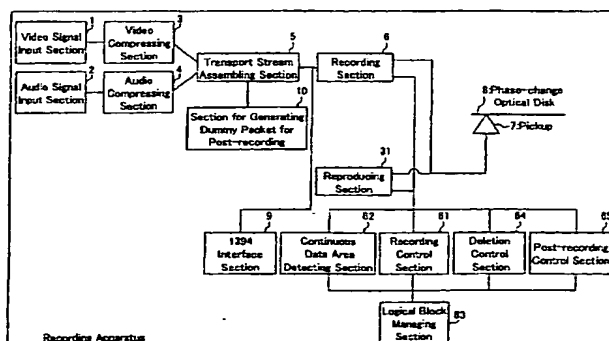 1
Video Signal
Input Section
3
Video
Compressing
Section
5
Transport Stream
Assembling Section
6
Recording
Section
2
Audio Signal
Input Section
4
Audio
Compressing
Section
10
Section for Generating
Dummy Packet for
Post-recording
8:Phase-change
Optical Disk
7:Pickup
31
Reproducing
Section
9
1394
Interface
Section
62
Continuous
Data Area
Detecting Section
61
Recording
Control
Section
64
Deletion
Control
Section
65
Post-recording
Control Section
Logical Block
Managing
Section
63
Recording Apparatus